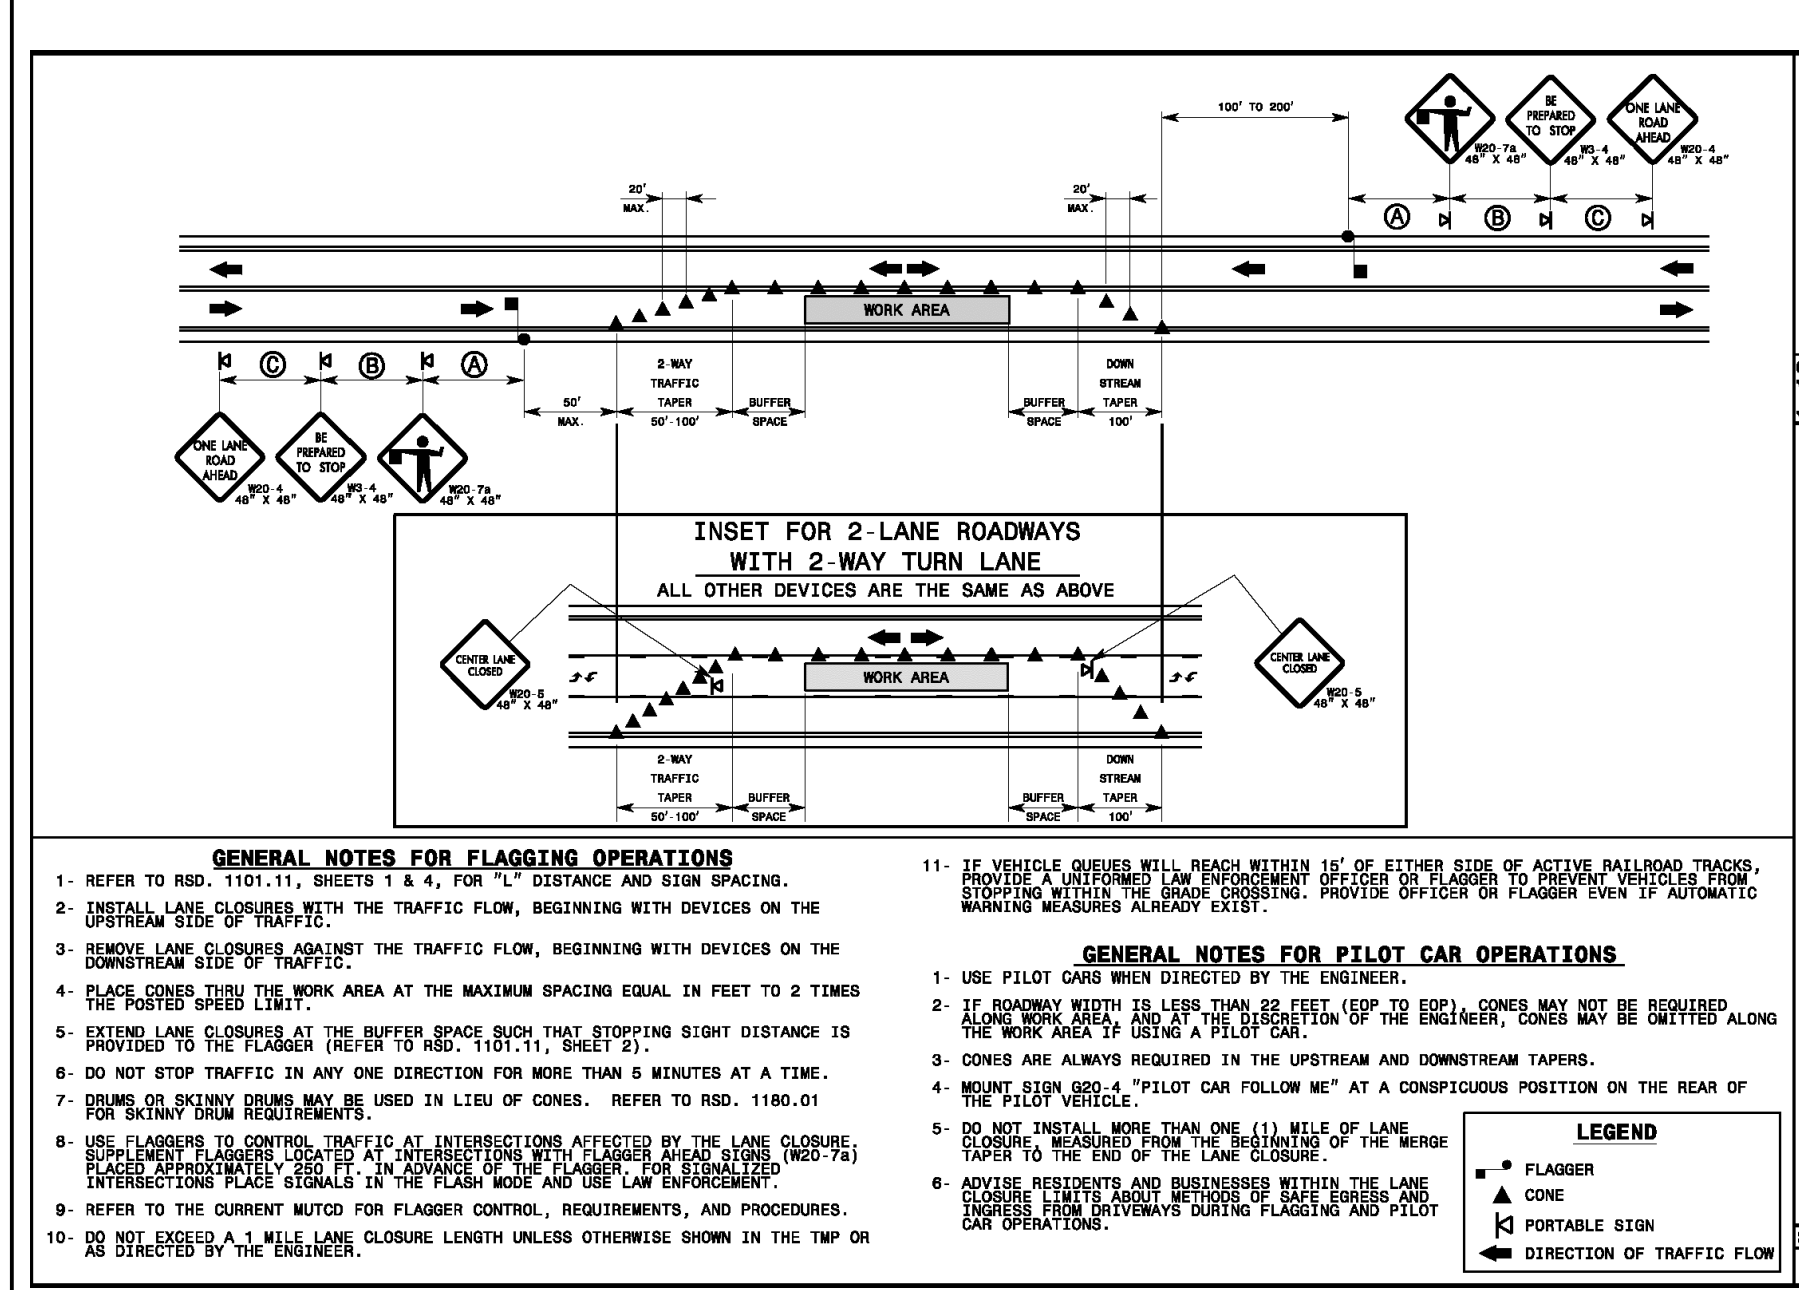 100' TO 200'
BE
PREPARED
TO STOP
ONE LANE
ROAD
AHEAD
W20-7a
48" X 48"
W3-4
48" X 48"
W20-4
48" X 48"
20'
MAX.
20'
MAX.
A
B
C
WORK AREA
C
B
A
2-WAY
TRAFFIC
TAPER
50'-100'
50'
MAX.
BUFFER
SPACE
BUFFER
SPACE
DOWN
STREAM
TAPER
100'
ONE LANE
ROAD
AHEAD
W20-4
48" X 48"
BE
PREPARED
TO STOP
W3-4
48" X 48"
W20-7a
48" X 48"
INSET FOR 2-LANE ROADWAYS
WITH 2-WAY TURN LANE
ALL OTHER DEVICES ARE THE SAME AS ABOVE
CENTER LANE
CLOSED
W20-5
48" X 48"
WORK AREA
CENTER LANE
CLOSED
W20-5
48" X 48"
2-WAY
TRAFFIC
TAPER
50'-100'
BUFFER
SPACE
BUFFER
SPACE
DOWN
STREAM
TAPER
100'
GENERAL NOTES FOR FLAGGING OPERATIONS
1- REFER TO RSD. 1101.11, SHEETS 1 & 4, FOR "L" DISTANCE AND SIGN SPACING.
2- INSTALL LANE CLOSURES WITH THE TRAFFIC FLOW, BEGINNING WITH DEVICES ON THE
UPSTREAM SIDE OF TRAFFIC.
3- REMOVE LANE CLOSURES AGAINST THE TRAFFIC FLOW, BEGINNING WITH DEVICES ON THE
DOWNSTREAM SIDE OF TRAFFIC.
4- PLACE CONES THRU THE WORK AREA AT THE MAXIMUM SPACING EQUAL IN FEET TO 2 TIMES
THE POSTED SPEED LIMIT.
5- EXTEND LANE CLOSURES AT THE BUFFER SPACE SUCH THAT STOPPING SIGHT DISTANCE IS
PROVIDED TO THE FLAGGER (REFER TO RSD. 1101.11, SHEET 2).
6- DO NOT STOP TRAFFIC IN ANY ONE DIRECTION FOR MORE THAN 5 MINUTES AT A TIME.
7- DRUMS OR SKINNY DRUMS MAY BE USED IN LIEU OF CONES. REFER TO RSD. 1180.01
FOR SKINNY DRUM REQUIREMENTS.
8- USE FLAGGERS TO CONTROL TRAFFIC AT INTERSECTIONS AFFECTED BY THE LANE CLOSURE.
SUPPLEMENT FLAGGERS LOCATED AT INTERSECTIONS WITH FLAGGER AHEAD SIGNS (W20-7a)
PLACED APPROXIMATELY 250 FT. IN ADVANCE OF THE FLAGGER. FOR SIGNALIZED
INTERSECTIONS PLACE SIGNALS IN THE FLASH MODE AND USE LAW ENFORCEMENT.
9- REFER TO THE CURRENT MUTCD FOR FLAGGER CONTROL, REQUIREMENTS, AND PROCEDURES.
10- DO NOT EXCEED A 1 MILE LANE CLOSURE LENGTH UNLESS OTHERWISE SHOWN IN THE TMP OR
AS DIRECTED BY THE ENGINEER.
11- IF VEHICLE QUEUES WILL REACH WITHIN 15' OF EITHER SIDE OF ACTIVE RAILROAD TRACKS,
PROVIDE A UNIFORMED LAW ENFORCEMENT OFFICER OR FLAGGER TO PREVENT VEHICLES FROM
STOPPING WITHIN THE GRADE CROSSING. PROVIDE OFFICER OR FLAGGER EVEN IF AUTOMATIC
WARNING MEASURES ALREADY EXIST.
GENERAL NOTES FOR PILOT CAR OPERATIONS
1- USE PILOT CARS WHEN DIRECTED BY THE ENGINEER.
2- IF ROADWAY WIDTH IS LESS THAN 22 FEET (EOP TO EOP), CONES MAY NOT BE REQUIRED
ALONG WORK AREA, AND AT THE DISCRETION OF THE ENGINEER, CONES MAY BE OMITTED ALONG
THE WORK AREA IF USING A PILOT CAR.
3- CONES ARE ALWAYS REQUIRED IN THE UPSTREAM AND DOWNSTREAM TAPERS.
4- MOUNT SIGN G20-4 "PILOT CAR FOLLOW ME" AT A CONSPICUOUS POSITION ON THE REAR OF
THE PILOT VEHICLE.
5- DO NOT INSTALL MORE THAN ONE (1) MILE OF LANE
CLOSURE, MEASURED FROM THE BEGINNING OF THE MERGE
TAPER TO THE END OF THE LANE CLOSURE.
6- ADVISE RESIDENTS AND BUSINESSES WITHIN THE LANE
CLOSURE LIMITS ABOUT METHODS OF SAFE EGRESS AND
INGRESS FROM DRIVEWAYS DURING FLAGGING AND PILOT
CAR OPERATIONS.
LEGEND
FLAGGER
CONE
PORTABLE SIGN
DIRECTION OF TRAFFIC FLOW